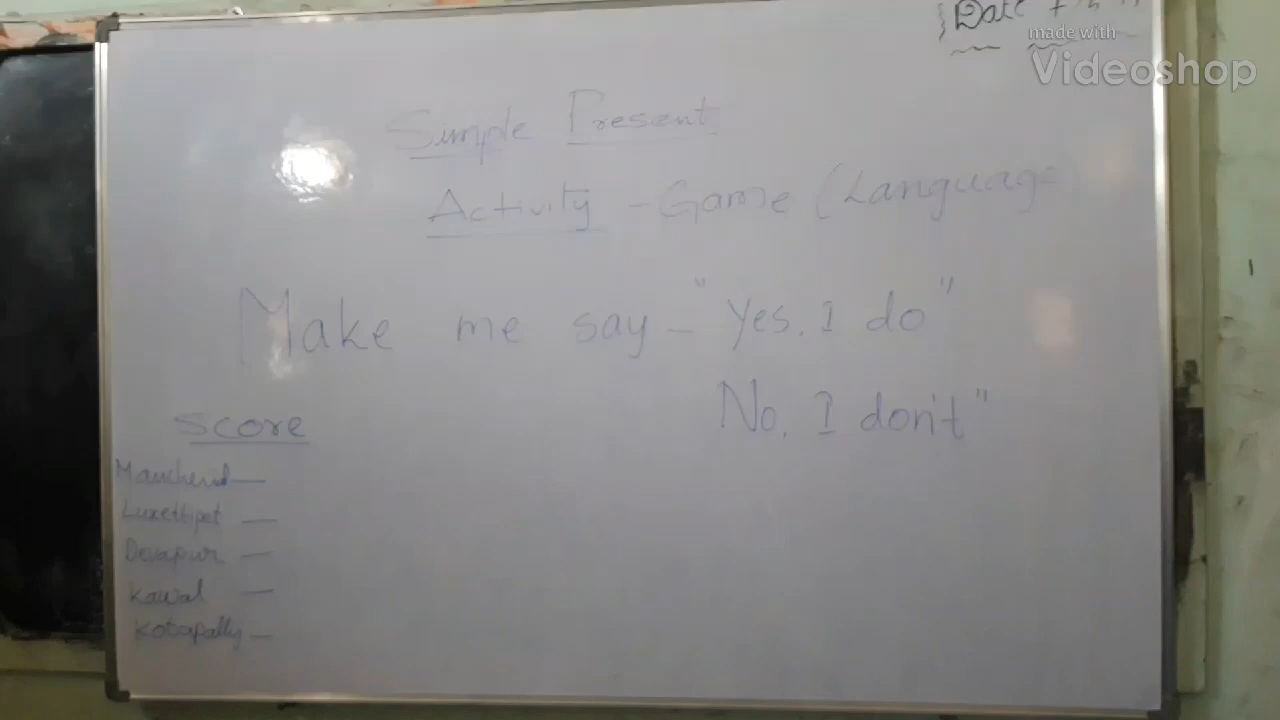 Date
made with
Videoshop
Simple Present
Activity - Game (Language
Make me say - "Yes, I do"
No, I don't"
Score
Mancherial —
Luxettipet —
Devapur —
Kawal —
Kotapally —